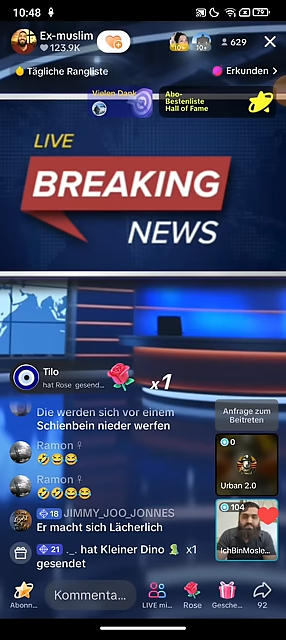 10:48
79
Ex-muslim
123.9K
10+
10+
629
Tägliche Rangliste
Erkunden >
Vielen Dank
Abo-
Bestenliste
Hall of Fame
LIVE
BREAKING
NEWS
Tilo
hat Rose gesend...
x1
Die werden sich vor einem
Schienbein nieder werfen
Anfrage zum
Beitreten
Ramon ♀
🤣😂😂
0
Urban 2.0
Ramon ♀
🤣🤣😂😂
18 JIMMY_JOO_JONNES
Er macht sich Lächerlich
104
IchBinMosle...
21 ._. hat Kleiner Dino 🦖 x1
gesendet
Abonn...
Kommenta...
LIVE mi...
Rose
Gesche...
92